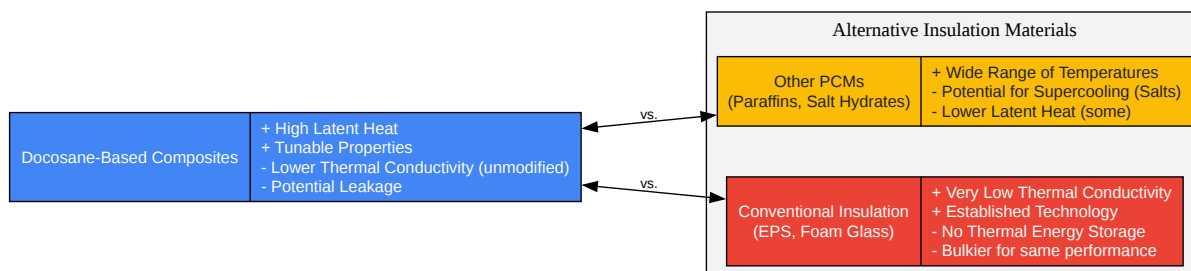 Alternative Insulation Materials
Other PCMs
(Paraffins, Salt Hydrates)
+ Wide Range of Temperatures
- Potential for Supercooling (Salts)
- Lower Latent Heat (some)
vs.
Docosane-Based Composites
+ High Latent Heat
+ Tunable Properties
- Lower Thermal Conductivity (unmodified)
- Potential Leakage
vs.
Conventional Insulation
(EPS, Foam Glass)
+ Very Low Thermal Conductivity
+ Established Technology
- No Thermal Energy Storage
- Bulkier for same performance